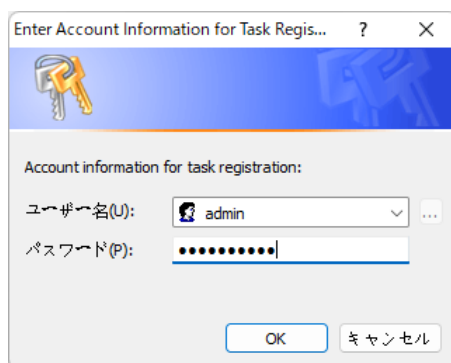 Enter Account Information for Task Regis...
Account information for task registration:
ユーザー名(U):
admin
...
パスワード(P):
●●●●●●●●●●
OK
キャンセル